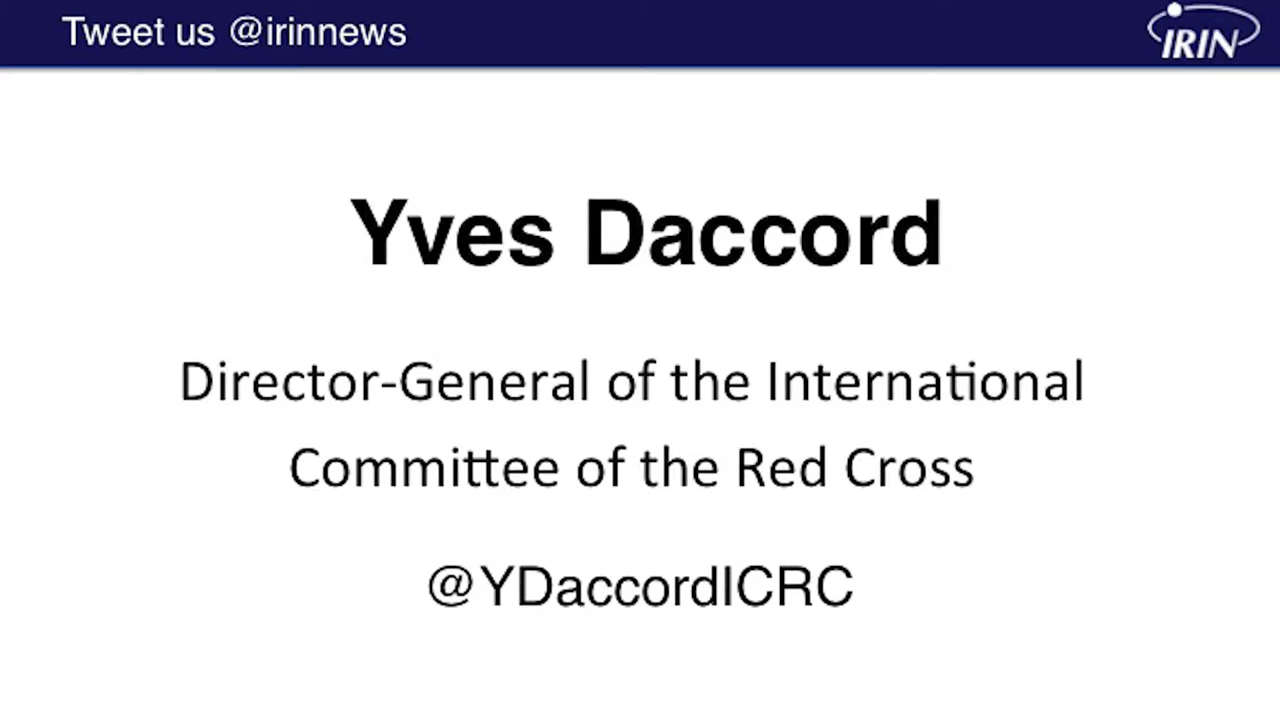 Tweet us @irinnews
IRIN
Yves Daccord
Director-General of the International
Committee of the Red Cross
@YDaccordICRC